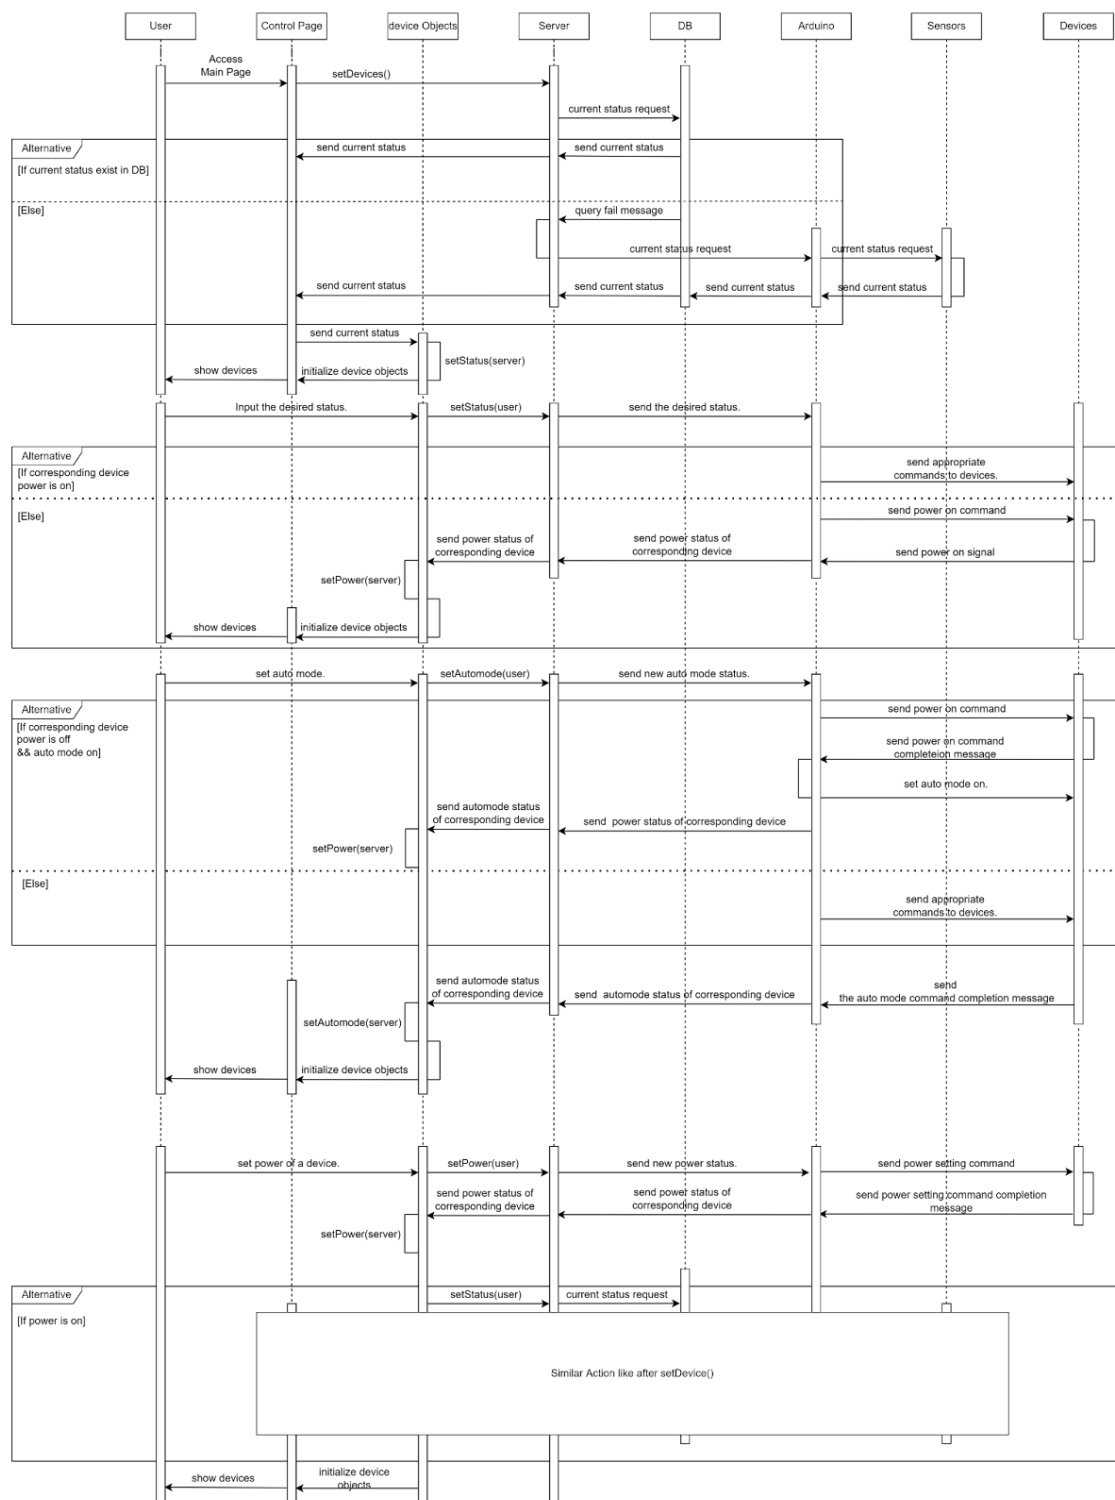 User
Control Page
device Objects
Server
DB
Arduino
Sensors
Devices
Access
Main Page
setDevices()
current status request
Alternative
[If current status exist in DB]
send current status
send current status
[Else]
query fail message
current status request
current status request
send current status
send current status
send current status
send current status
send current status
setStatus(server)
show devices
initialize device objects
Input the desired status.
setStatus(user)
send the desired status.
Alternative
[If corresponding device
power is on]
send appropriate
commands to devices.
[Else]
send power on command
send power status of
corresponding device
send power status of
corresponding device
send power on signal
setPower(server)
show devices
initialize device objects
set auto mode.
setAutomode(user)
send new auto mode status.
Alternative
[If corresponding device
power is off
&& auto mode on]
send power on command
send power on command
completeion message
set auto mode on.
send automode status
of corresponding device
send power status of corresponding device
setPower(server)
[Else]
send appropriate
commands to devices.
send automode status
of corresponding device
send automode status of corresponding device
send
the auto mode command completion message
setAutomode(server)
show devices
initialize device objects
set power of a device.
setPower(user)
send new power status.
send power setting command
send power status of
corresponding device
send power status of
corresponding device
send power setting command completion
message
setPower(server)
Alternative
[If power is on]
setStatus(user)
current status request
Similar Action like after setDevice()
show devices
initialize device
objects